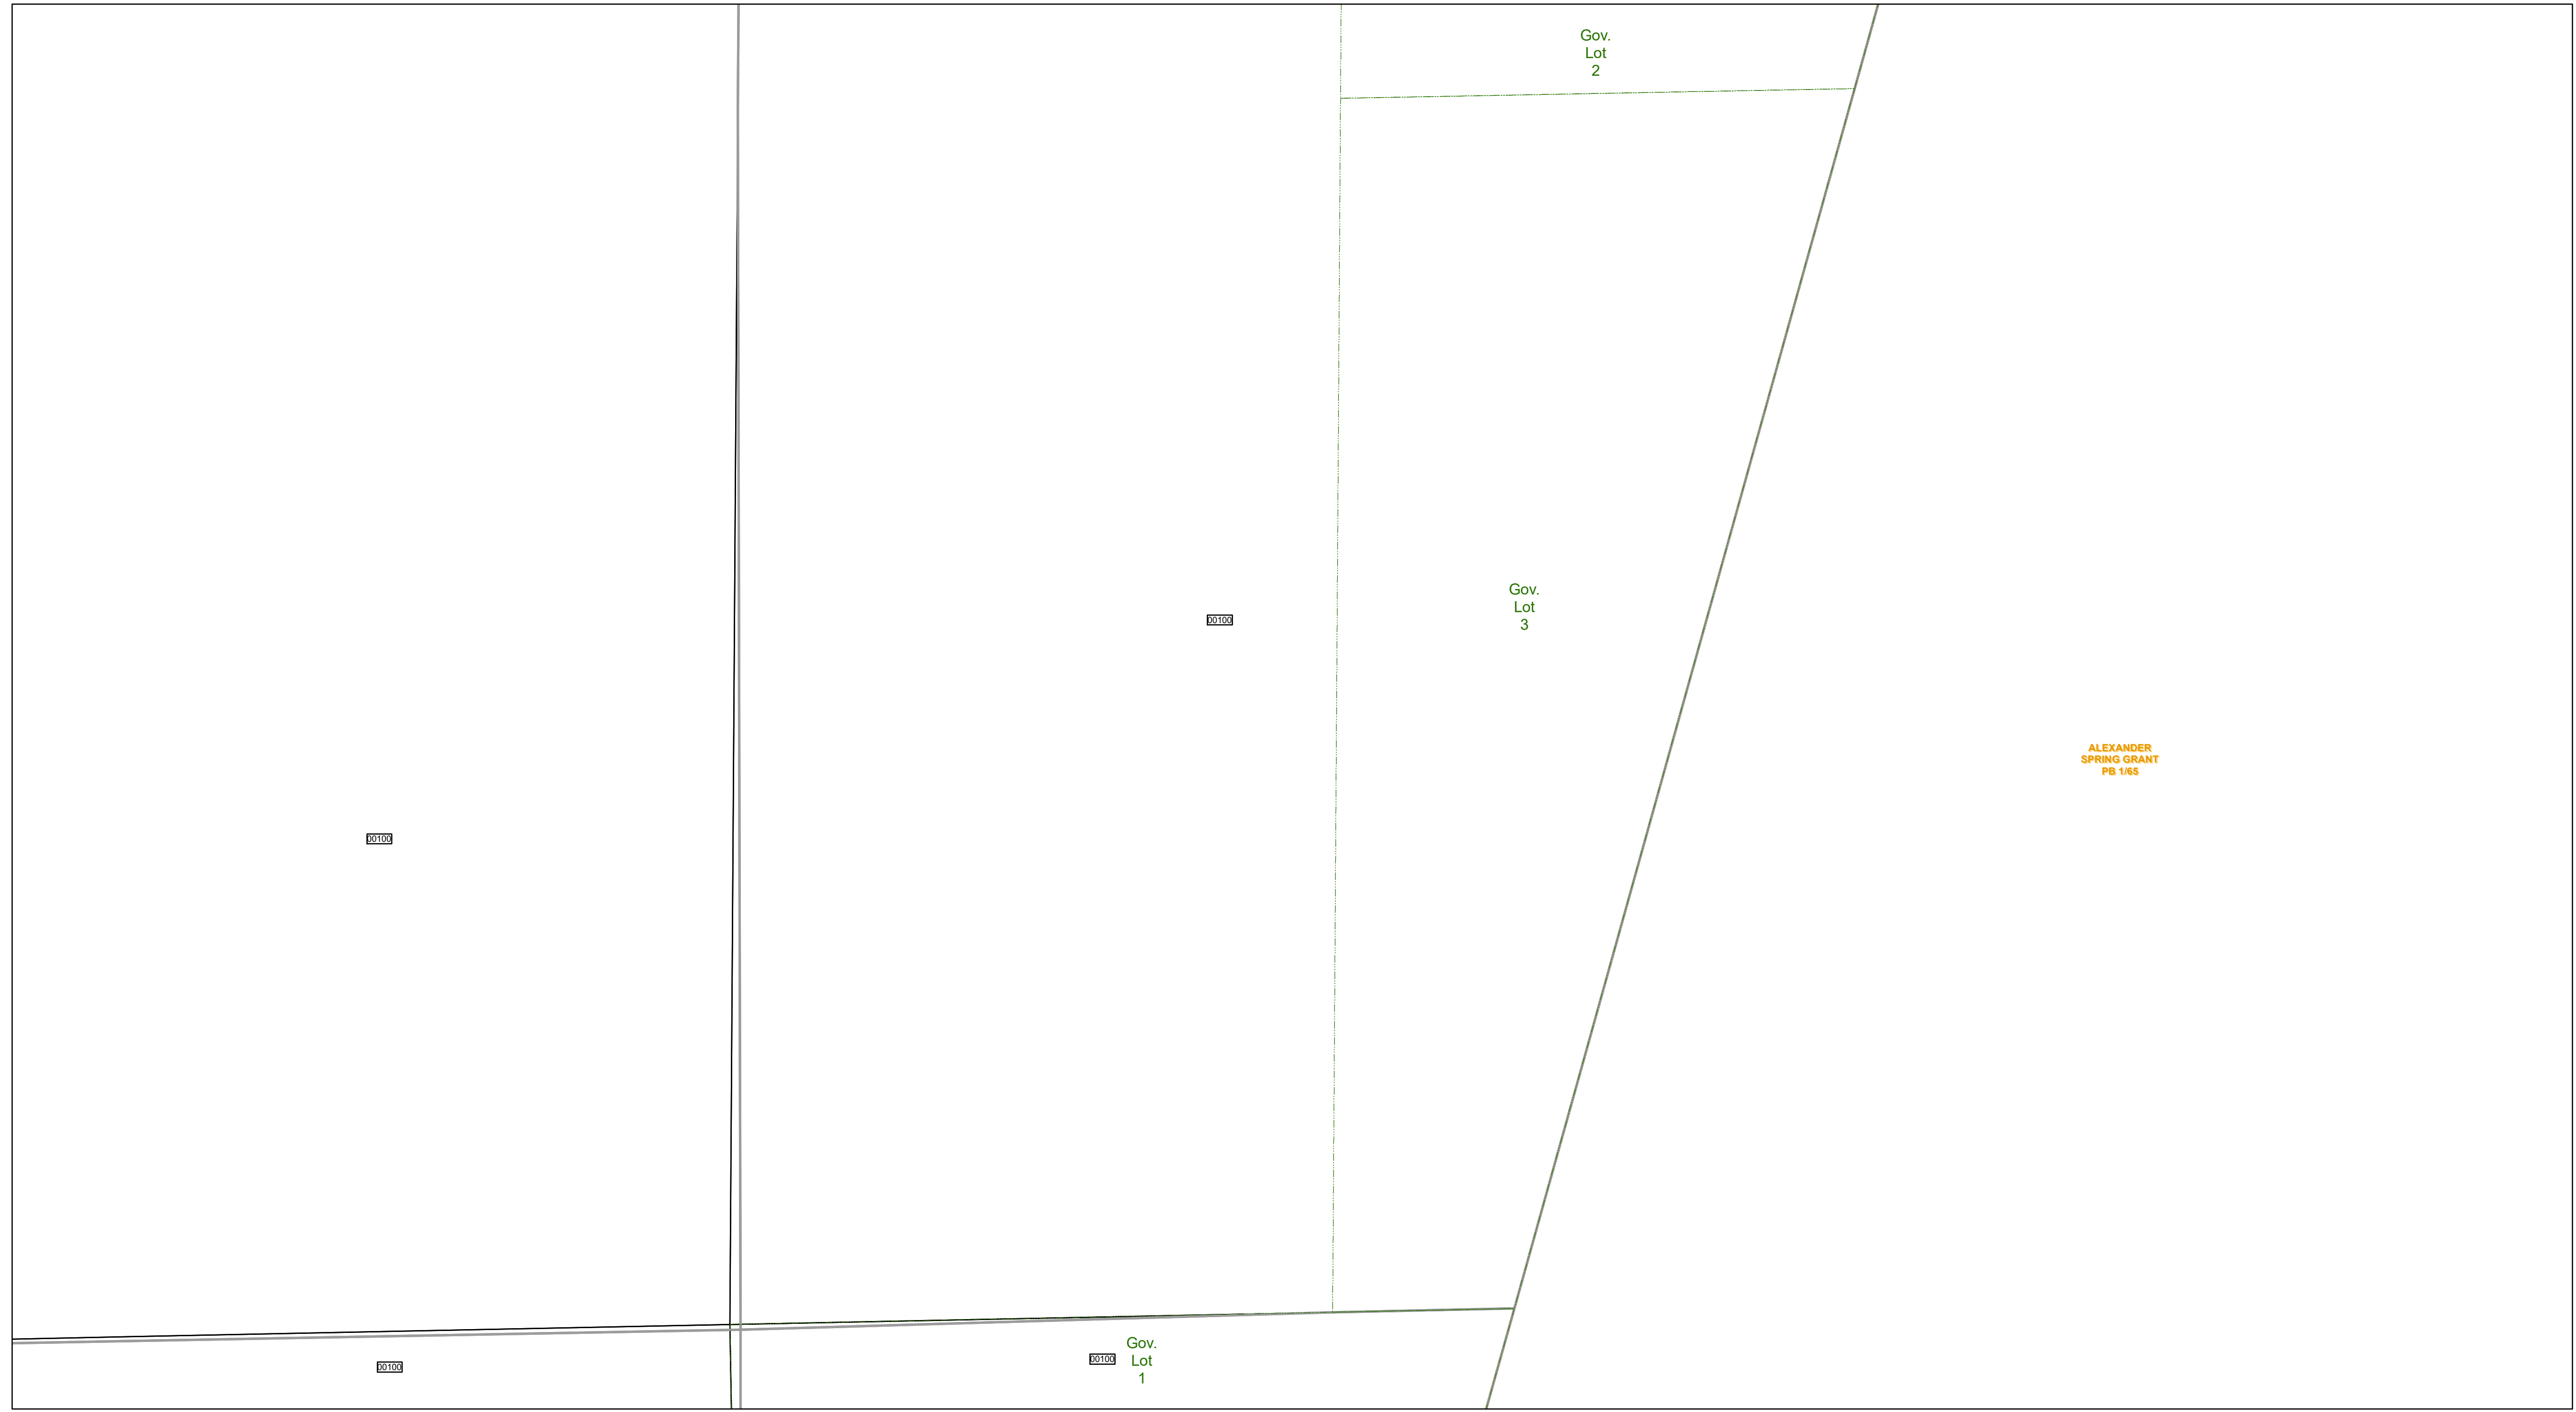 Gov.
Lot
2
Gov.
Lot
3
00100
ALEXANDER
SPRING GRANT
PB 1/65
00100
Gov.
Lot
1
00100
00100